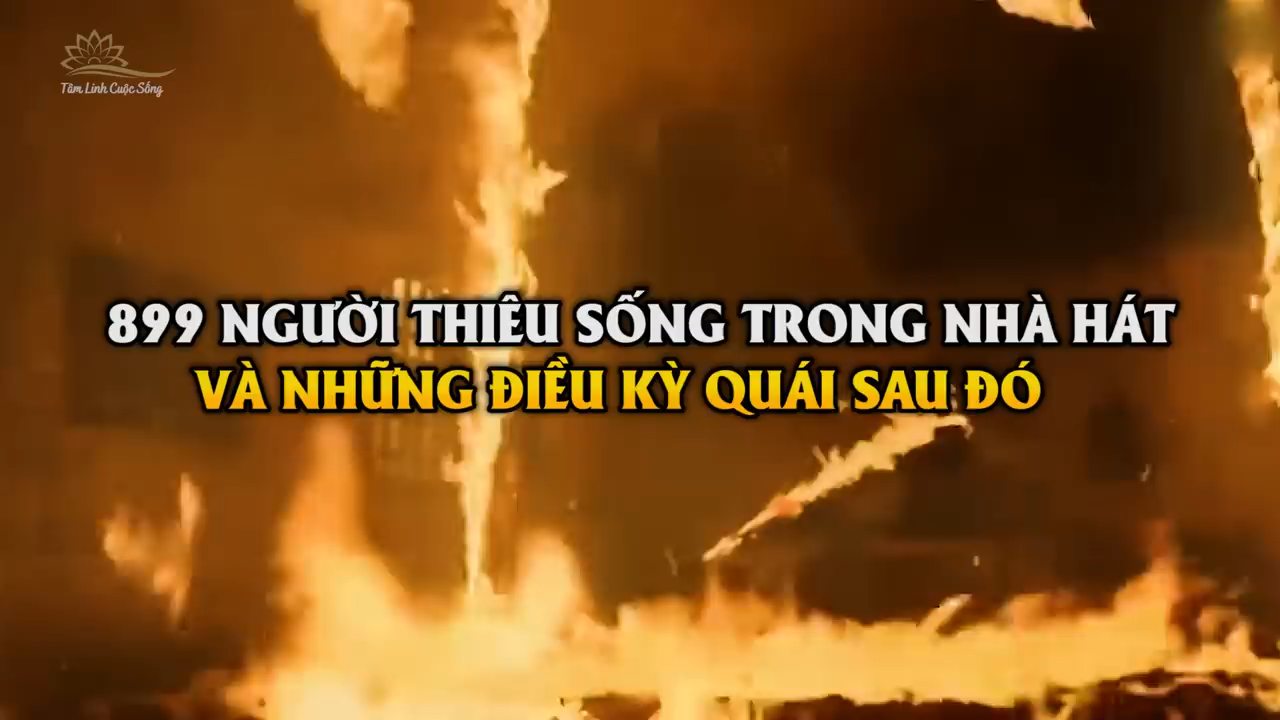 Tâm Linh Cuộc Sống
899 NGƯỜI THIÊU SỐNG TRONG NHÀ HÁT
VÀ NHỮNG ĐIỀU KỲ QUÁI SAU ĐÓ